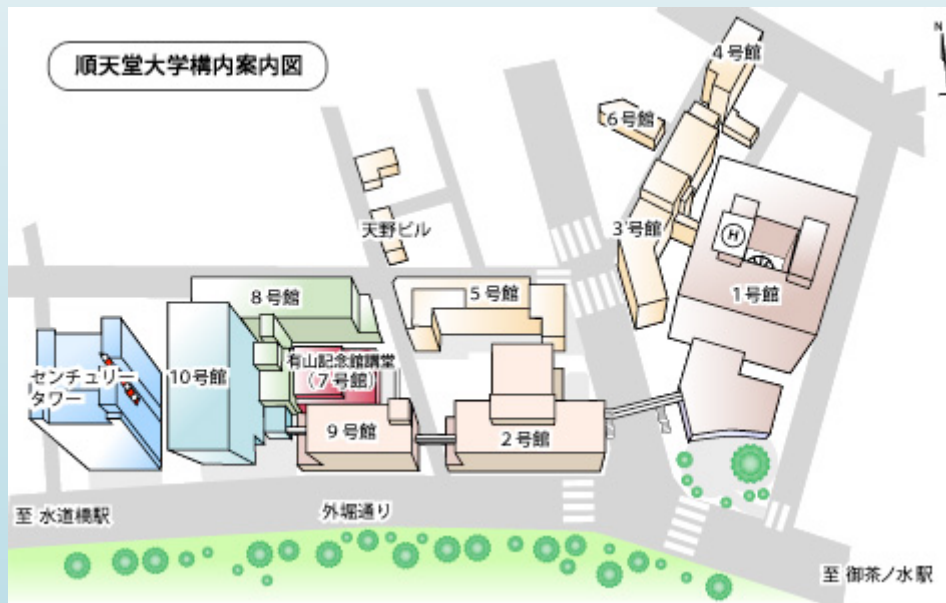 順天堂大学構内案内図
N
4号館
6号館
天野ビル
3号館
H
1号館
8号館
5号館
センチュリー
タワー
10号館
有山記念館講堂
(7号館)
9号館
2号館
至 水道橋駅
外堀通り
至 御茶ノ水駅